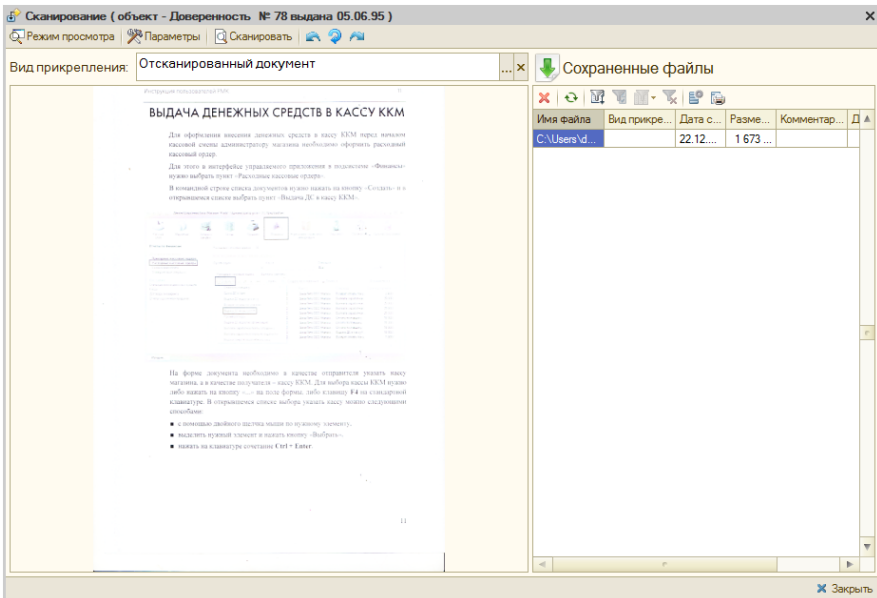 Сканирование ( объект - Доверенность № 78 выдана 05.06.95 )
Режим просмотра Параметры Сканировать
Вид прикрепления: Отсканированный документ ...
Сохраненные файлы
Имя файла Вид прикре... Дата с... Разме... Комментар... Д
C:\Users\d... 22.12.... 1 673 ...
ВЫДАЧА ДЕНЕЖНЫХ СРЕДСТВ В КАССУ ККМ
Для оформления внесения денежных средств в кассу ККМ перед началом
кассовой смены администратору магазина необходимо оформить расходный
кассовый ордер.
Для этого в интерфейсе управляемого приложения в подсистеме «Финансы»
нужно выбрать пункт «Расходные кассовые ордера».
В командной строке списка документов нужно нажать на кнопку «Создать» и в
открывшемся списке выбрать пункт «Выдача ДС в кассу ККМ».
На форме документа необходимо в качестве отправителя указать кассу
магазина, а в качестве получателя – кассу ККМ. Для выбора кассы ККМ нужно
либо нажать на кнопку «...» на поле формы, либо клавишу F4 на стандартной
клавиатуре. В открывшемся списке выбора указать кассу можно следующими
способами:
■ с помощью двойного щелчка мыши по нужному элементу,
■ выделить нужный элемент и нажать кнопку «Выбрать»,
■ нажать на клавиатуре сочетание Ctrl + Enter.
11
Закрыть